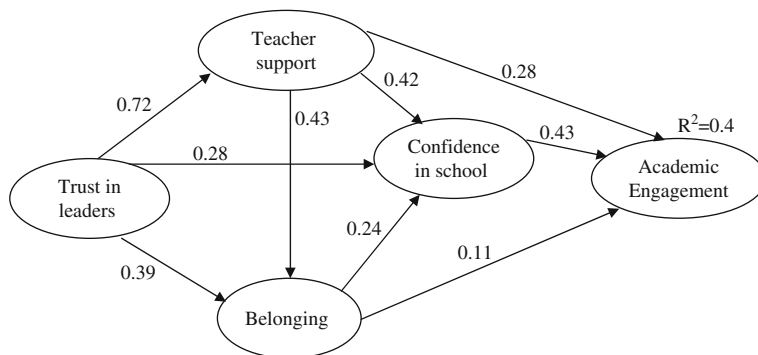 Teacher
support
0.72
0.42
0.28
0.43
0.28
Confidence
in school
0.43
R²=0.4
Academic
Engagement
Trust in
leaders
0.39
0.24
0.11
Belonging